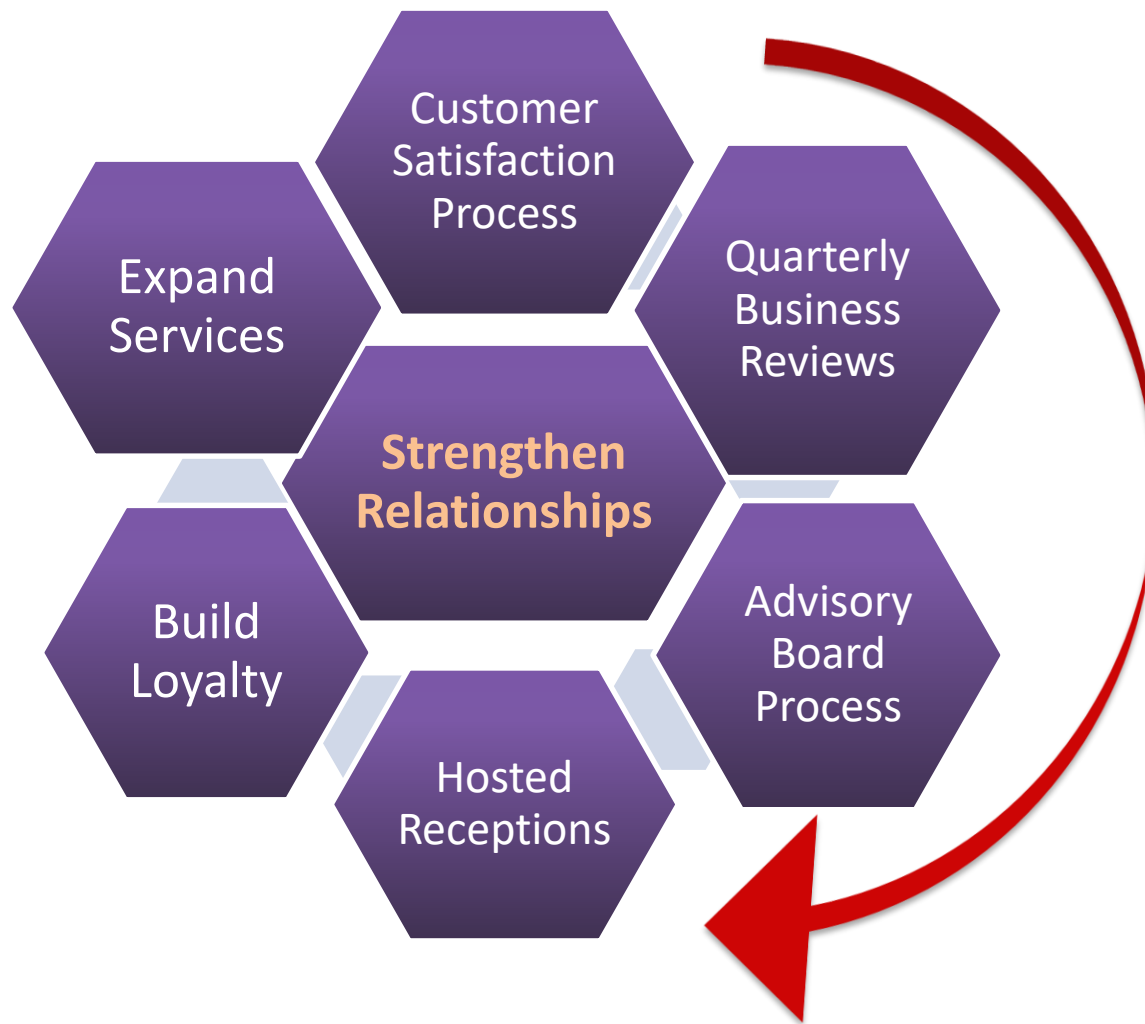 Customer
Satisfaction
Process
Quarterly
Business
Reviews
Advisory
Board
Process
Hosted
Receptions
Build
Loyalty
Expand
Services
Strengthen
Relationships